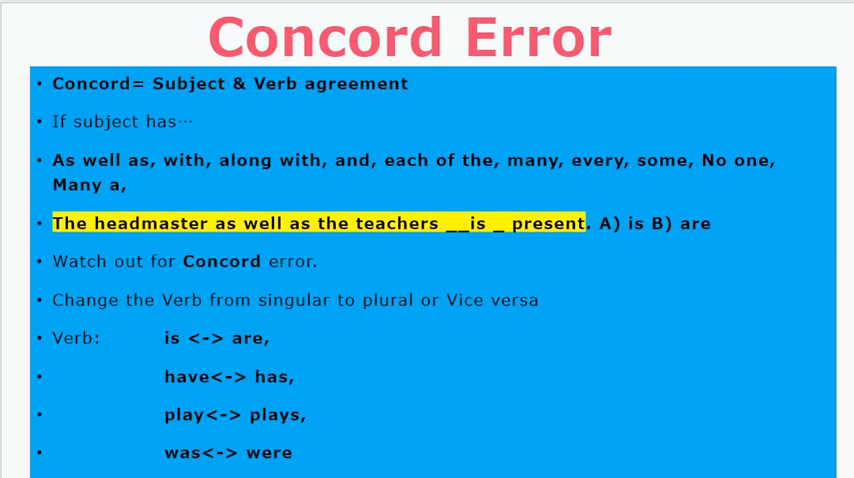 Concord Error
• Concord= Subject & Verb agreement
• If subject has…
• As well as, with, along with, and, each of the, many, every, some, No one,
Many a,
• The headmaster as well as the teachers __is _ present. A) is B) are
• Watch out for Concord error.
• Change the Verb from singular to plural or Vice versa
• Verb: is <-> are,
• have<-> has,
• play<-> plays,
• was<-> were